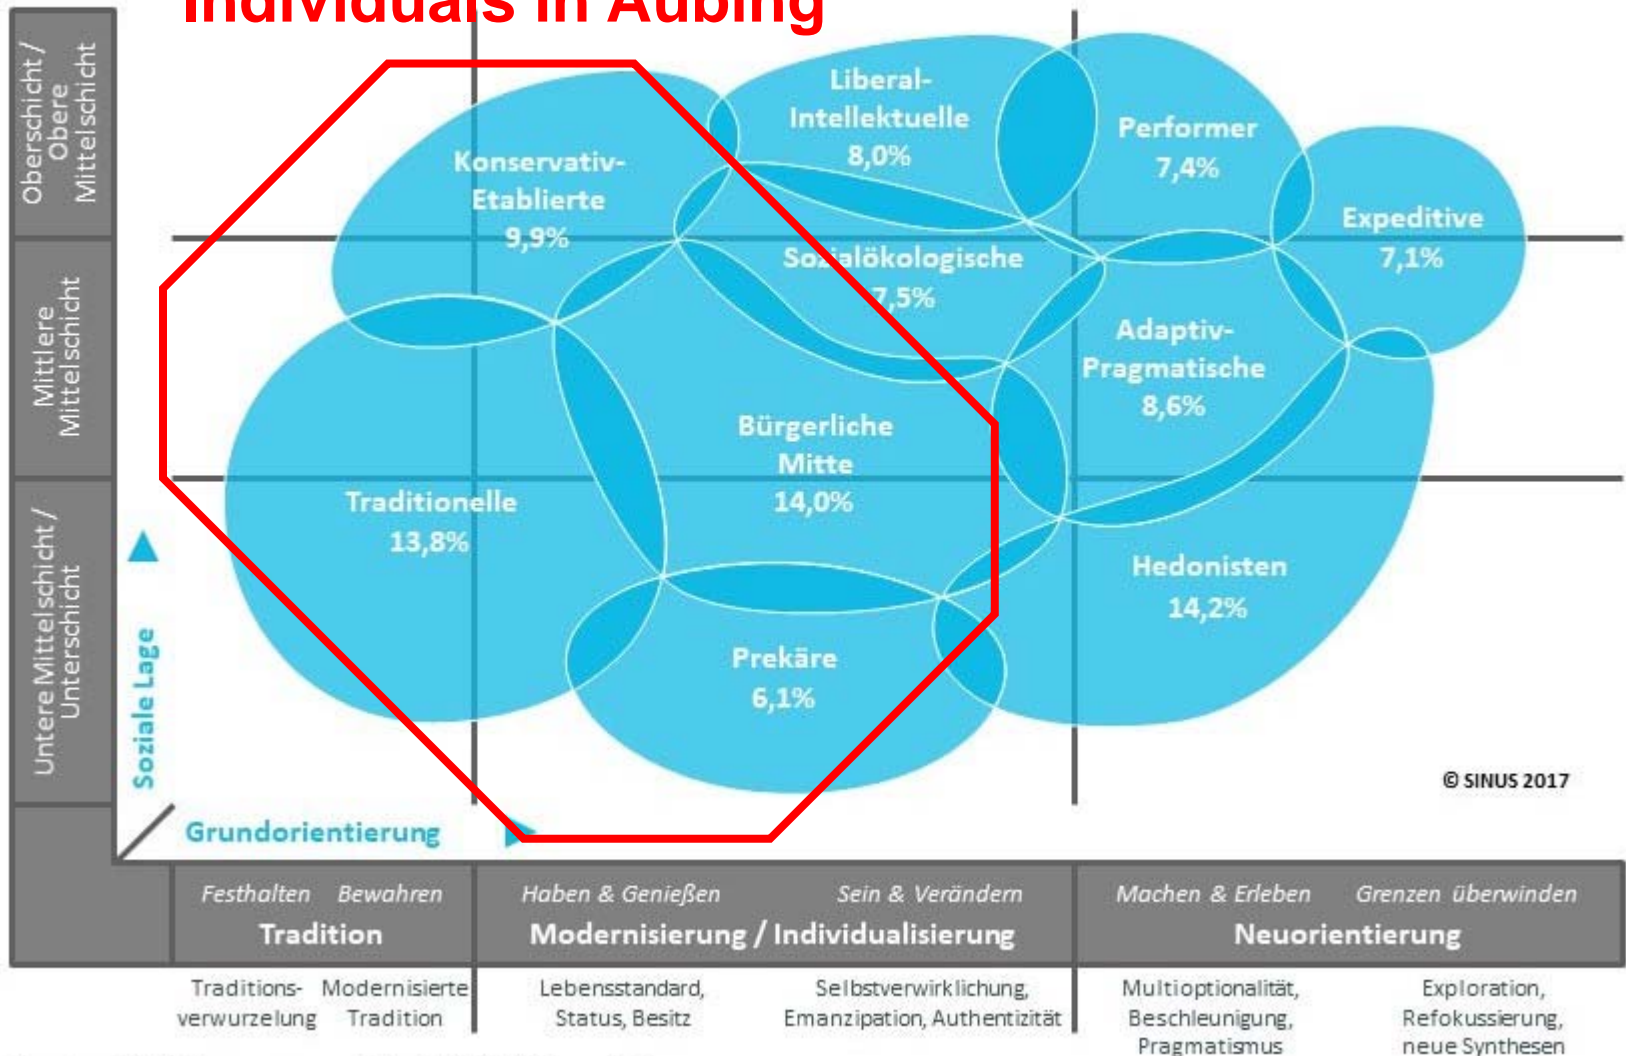 Individuals in Aubing
Oberschicht /
Obere
Mittelschicht
Mittlere
Mittelschicht
Untere Mittelschicht /
Unterschicht
Soziale Lage
Konservativ-
Etablierte
9,9%
Liberal-
Intellektuelle
8,0%
Performer
7,4%
Expeditive
7,1%
Sozialökologische
7,5%
Adaptiv-
Pragmatische
8,6%
Bürgerliche
Mitte
14,0%
Traditionelle
13,8%
Hedonisten
14,2%
Prekäre
6,1%
© SINUS 2017
Grundorientierung
Festhalten Bewahren
Tradition
Haben & Genießen Sein & Verändern
Modernisierung / Individualisierung
Machen & Erleben Grenzen überwinden
Neuorientierung
Traditions-
verwurzelung
Modernisierte
Tradition
Lebensstandard,
Status, Besitz
Selbstverwirklichung,
Emanzipation, Authentizität
Multioptionalität,
Beschleunigung,
Pragmatismus
Exploration,
Refokussierung,
neue Synthesen